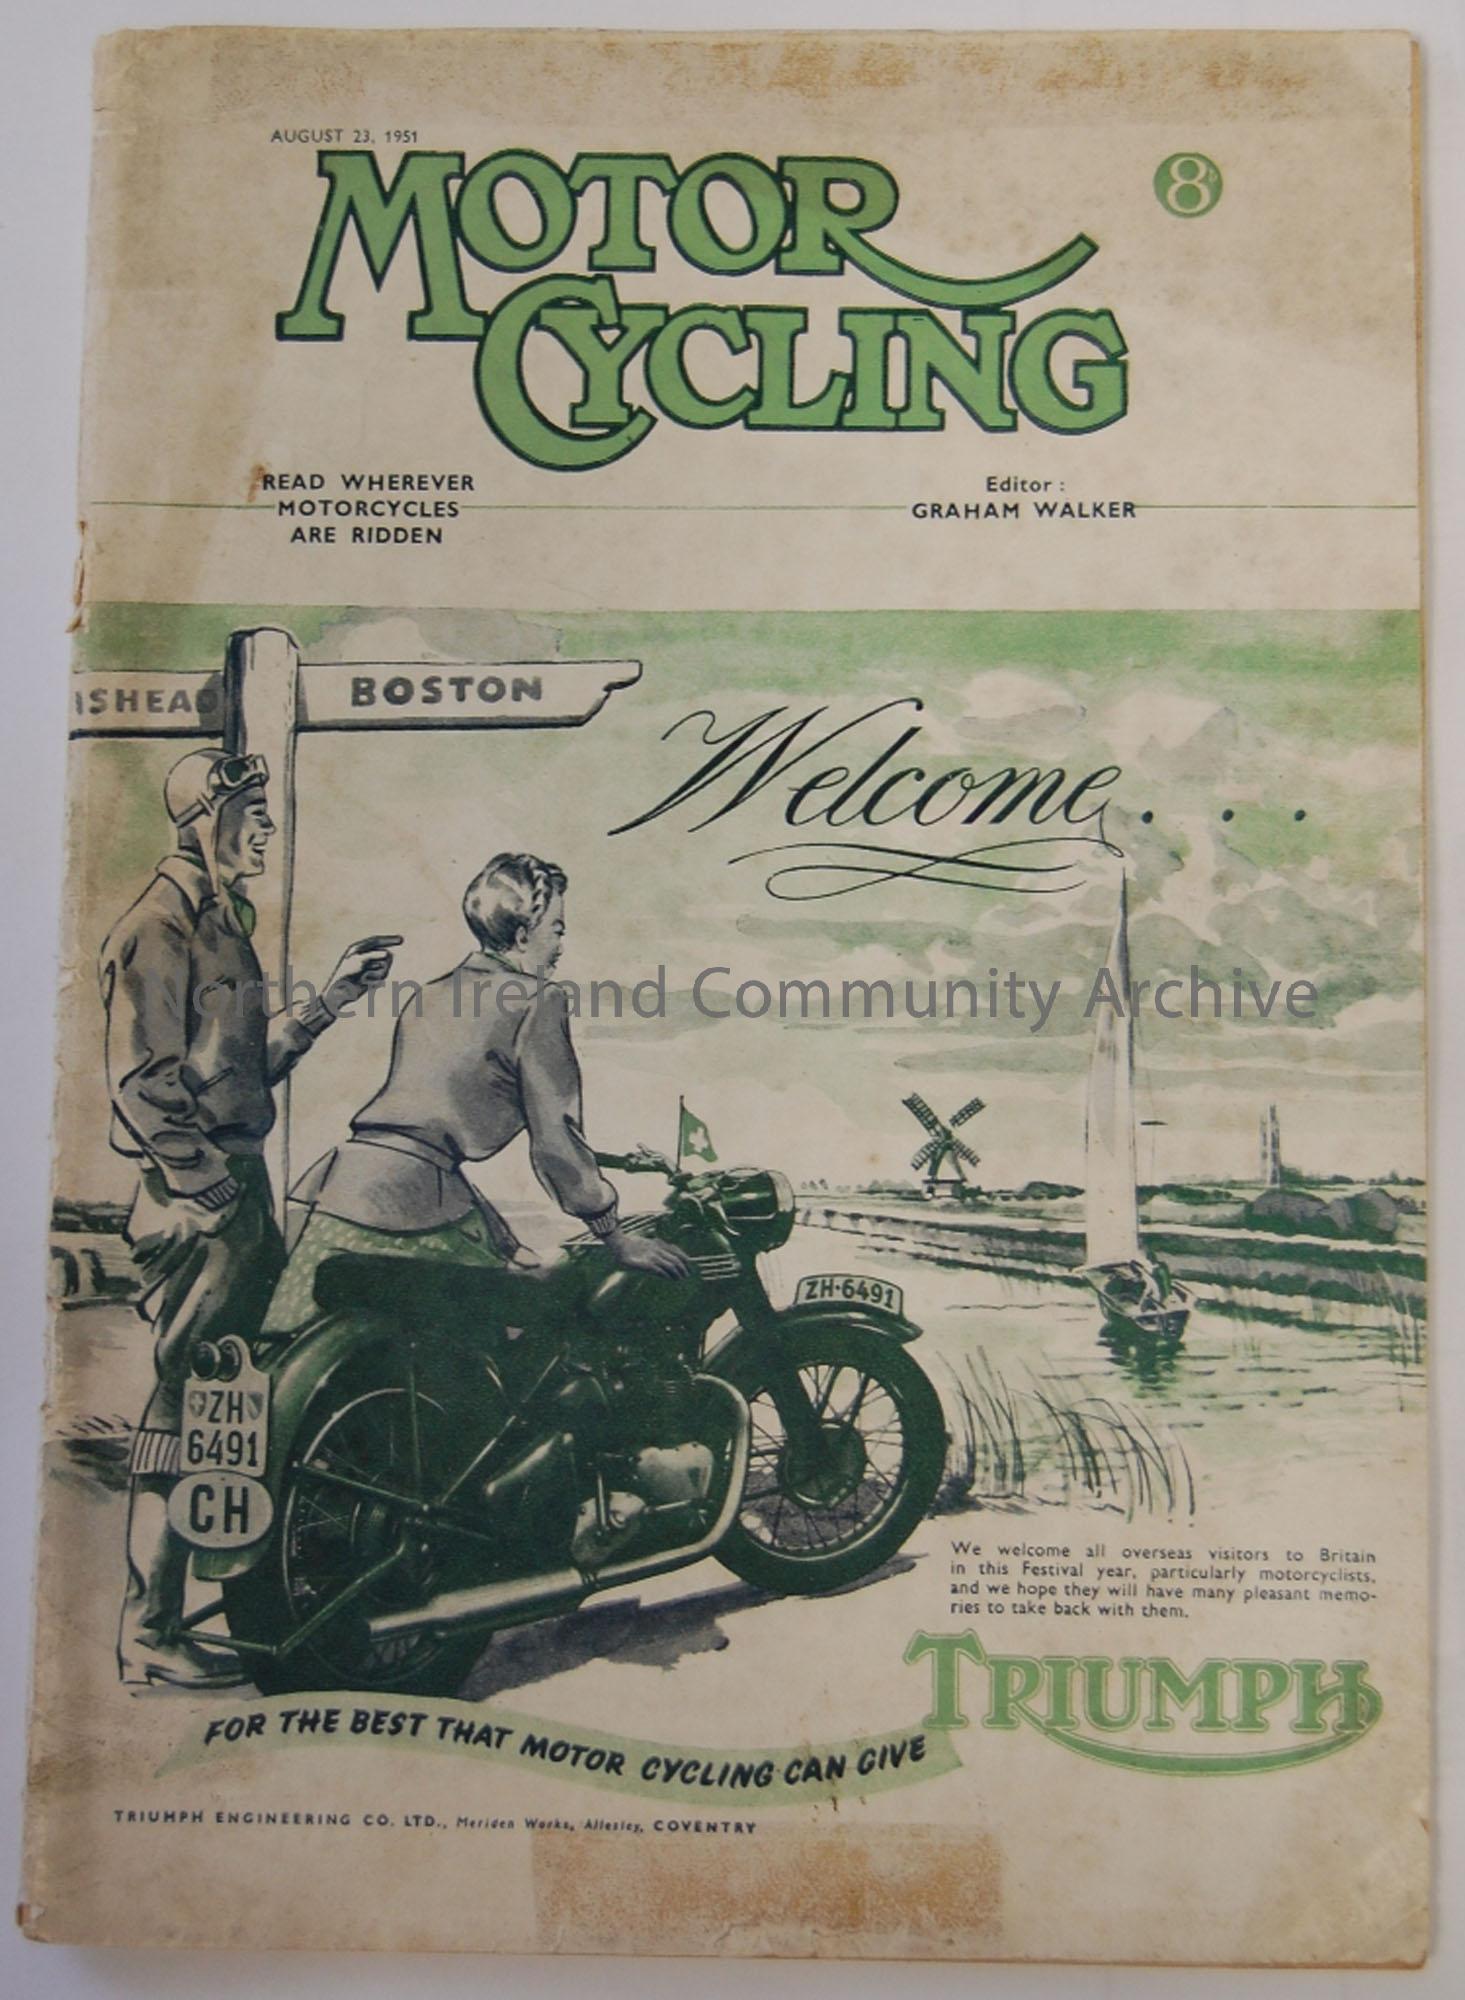 AUGUST 23, 1951
8D
MOTOR
CYCLING
READ WHEREVER
MOTORCYCLES
ARE RIDDEN
Editor :
GRAHAM WALKER
ISHEAD
BOSTON
Welcome . . .
Northern Ireland Community Archive
ZH·6491
ZH
6491
CH
We welcome all overseas visitors to Britain
in this Festival year, particularly motorcyclists,
and we hope they will have many pleasant memo-
ries to take back with them.
TRIUMPH
FOR THE BEST THAT MOTOR CYCLING CAN GIVE
TRIUMPH ENGINEERING CO. LTD., Meriden Works, Allesley, COVENTRY